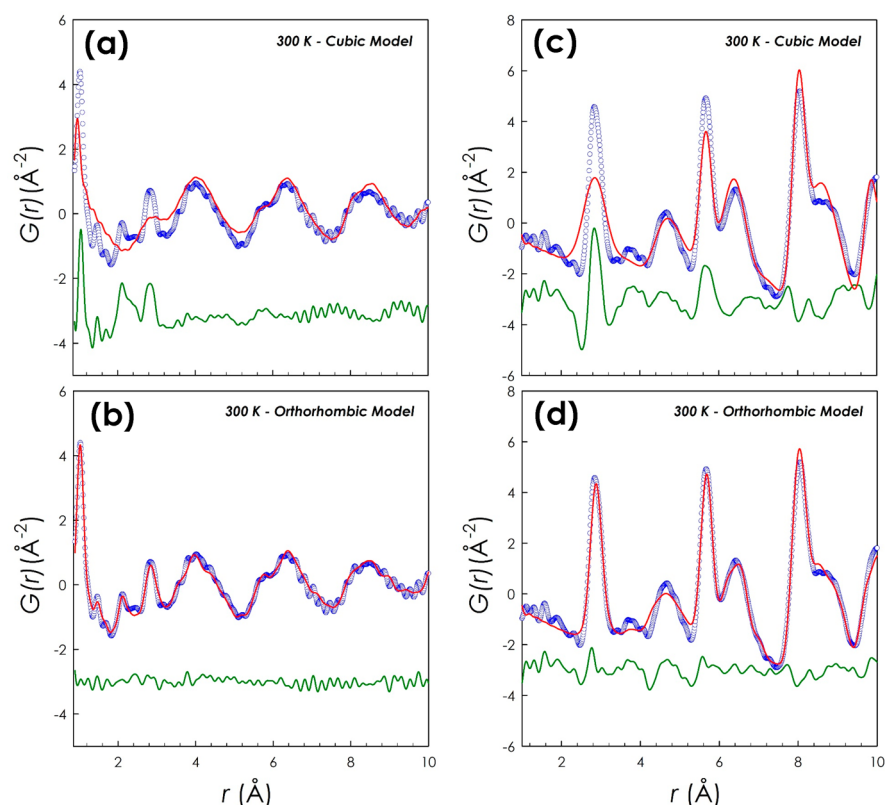 (a)
300 K - Cubic Model
6
4
2
0
-2
-4
G(r) (Å⁻²)
(c)
300 K - Cubic Model
8
6
4
2
0
-2
-4
-6
G(r) (Å⁻²)
(b)
300 K - Orthorhombic Model
6
4
2
0
-2
-4
G(r) (Å⁻²)
2 4 6 8 10
r (Å)
(d)
300 K - Orthorhombic Model
8
6
4
2
0
-2
-4
-6
G(r) (Å⁻²)
2 4 6 8 10
r (Å)